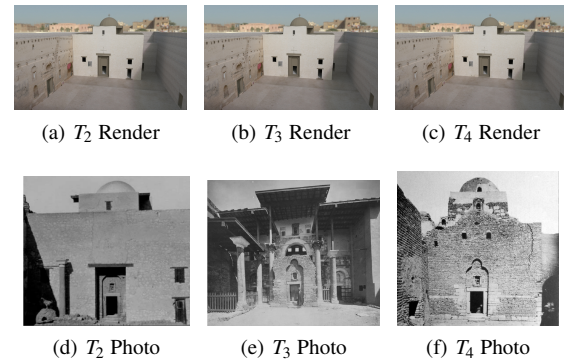 (a) T2 Render
(b) T3 Render
(c) T4 Render
(d) T2 Photo
(e) T3 Photo
(f) T4 Photo